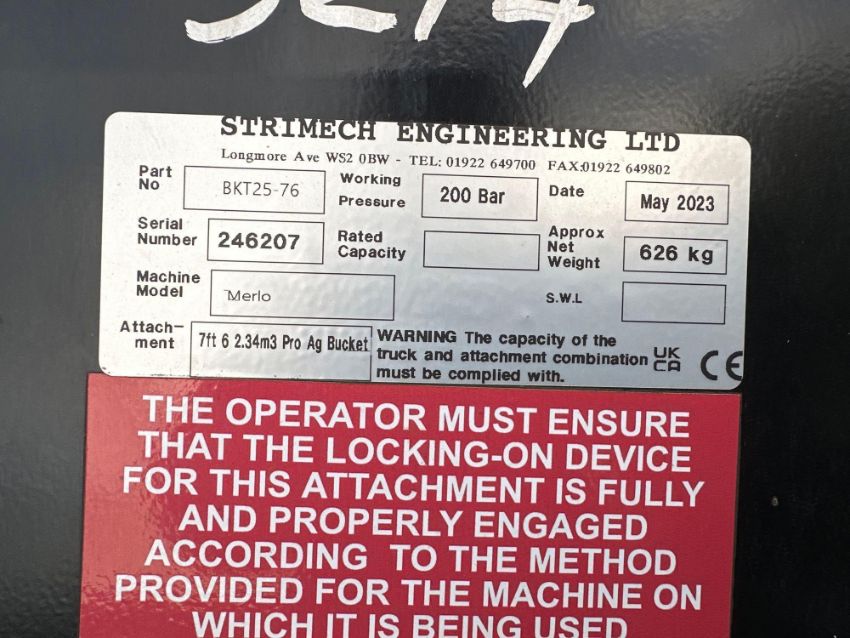 STRIMECH ENGINEERING LTD
Longmore Ave WS2 0BW - TEL: 01922 649700 FAX:01922 649802
Part No BKT25-76 Working Pressure 200 Bar Date May 2023
Serial Number 246207 Rated Capacity Approx Net Weight 626 kg
Machine Model Merlo S.W.L
Attach-ment 7ft 6 2.34m3 Pro Ag Bucket
WARNING The capacity of the
truck and attachment combination
must be complied with.
UK
CA CE
THE OPERATOR MUST ENSURE
THAT THE LOCKING-ON DEVICE
FOR THIS ATTACHMENT IS FULLY
AND PROPERLY ENGAGED
ACCORDING TO THE METHOD
PROVIDED FOR THE MACHINE ON
WHICH IT IS BEING USED